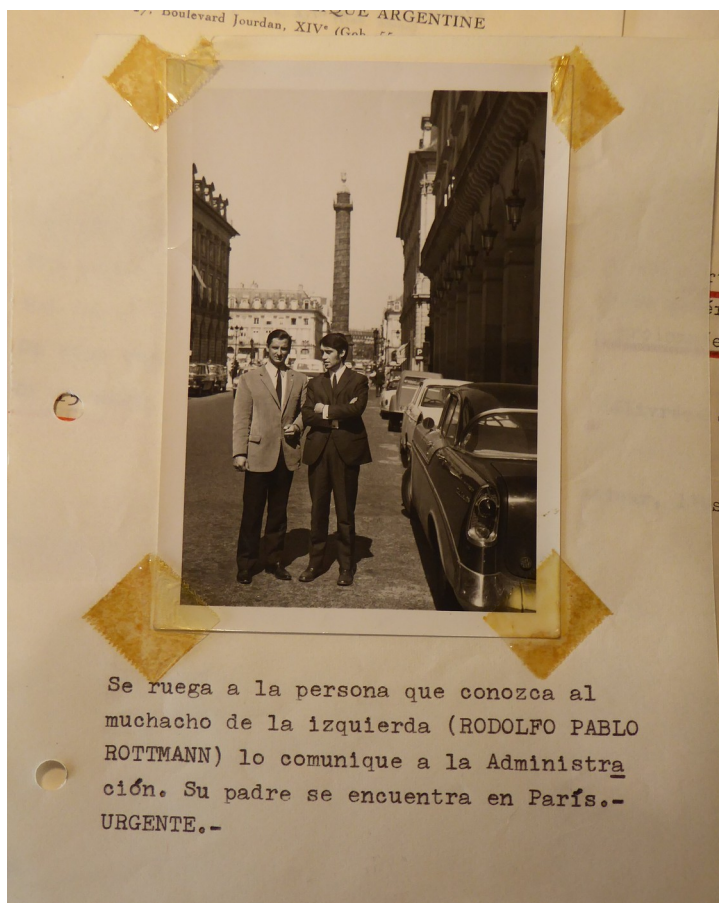 ARGENTINE
Boulevard Jourdan, XIVᵉ
Se ruega a la persona que conozca al
muchacho de la izquierda (RODOLFO PABLO
ROTTMANN) lo comunique a la Administra
ción. Su padre se encuentra en París.-
URGENTE.-